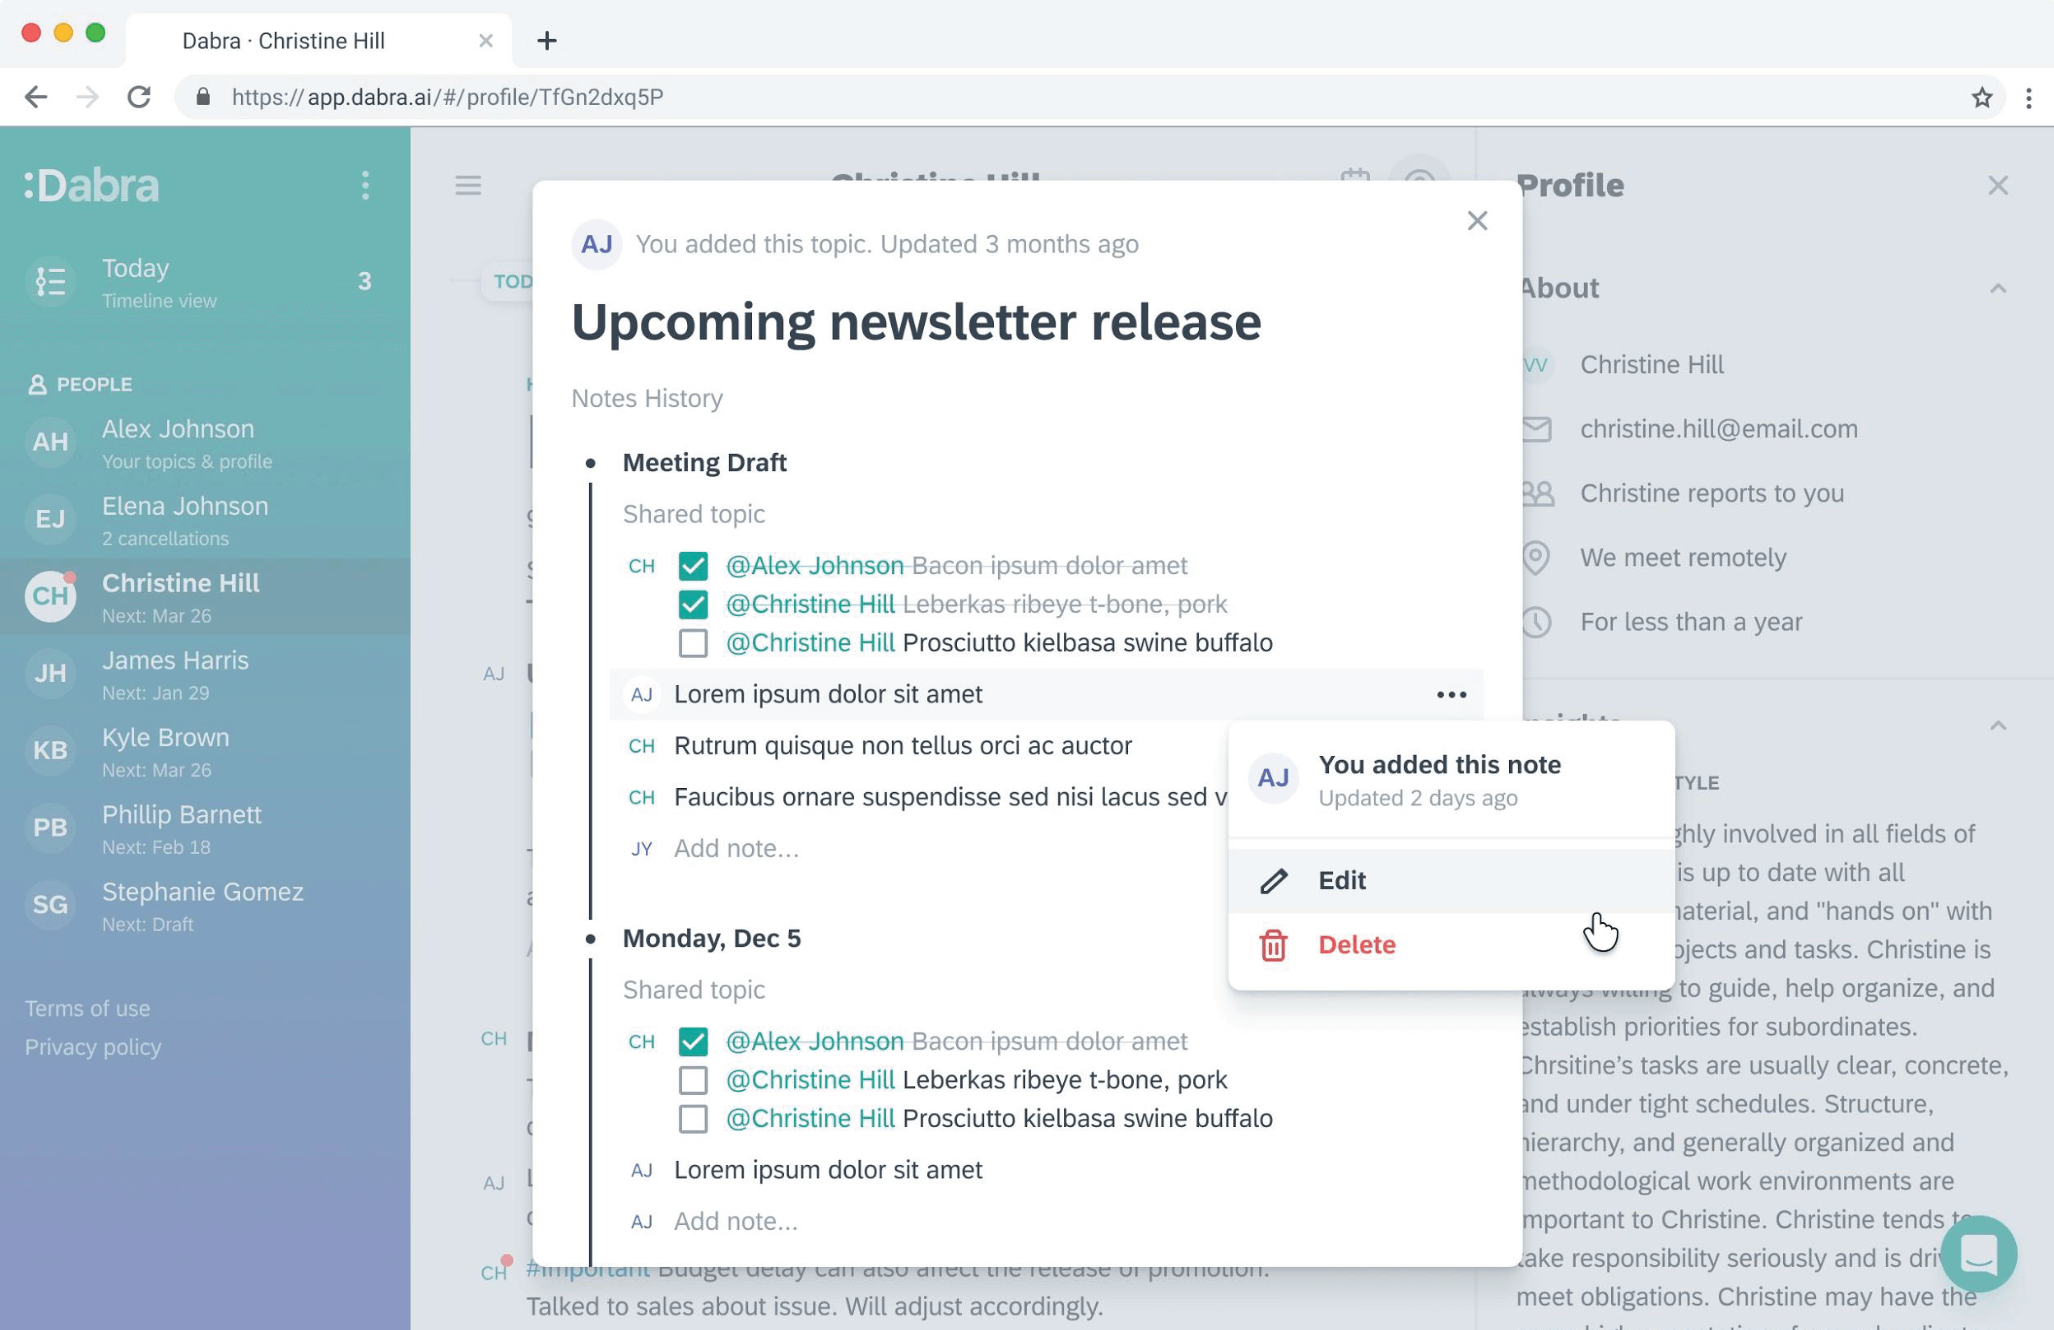 Dabra · Christine Hill
https://app.dabra.ai/#/profile/TfGn2dxq5P
:Dabra
Today
Timeline view
3
PEOPLE
AH
Alex Johnson
Your topics & profile
EJ
Elena Johnson
2 cancellations
CH
Christine Hill
Next: Mar 26
JH
James Harris
Next: Jan 29
KB
Kyle Brown
Next: Mar 26
PB
Phillip Barnett
Next: Feb 18
SG
Stephanie Gomez
Next: Draft
Terms of use
Privacy policy
Christine Hill
TOD
AJ
CH
AJ
CH
#Important Budget delay can also affect the release of promotion.
Talked to sales about issue. Will adjust accordingly.
AJ
You added this topic. Updated 3 months ago
Upcoming newsletter release
Notes History
Meeting Draft
Shared topic
CH @Alex Johnson Bacon ipsum dolor amet
@Christine Hill Leberkas ribeye t-bone, pork
@Christine Hill Prosciutto kielbasa swine buffalo
AJ Lorem ipsum dolor sit amet
CH Rutrum quisque non tellus orci ac auctor
CH Faucibus ornare suspendisse sed nisi lacus sed v
JY Add note...
Monday, Dec 5
Shared topic
CH @Alex Johnson Bacon ipsum dolor amet
@Christine Hill Leberkas ribeye t-bone, pork
@Christine Hill Prosciutto kielbasa swine buffalo
AJ Lorem ipsum dolor sit amet
AJ Add note...
AJ
You added this note
Updated 2 days ago
Edit
Delete
Profile
About
VV Christine Hill
christine.hill@email.com
Christine reports to you
We meet remotely
For less than a year
Insights
TYLE
ghly involved in all fields of
is up to date with all
material, and "hands on" with
ojects and tasks. Christine is
always willing to guide, help organize, and
establish priorities for subordinates.
Chrsitine's tasks are usually clear, concrete,
and under tight schedules. Structure,
hierarchy, and generally organized and
methodological work environments are
important to Christine. Christine tends to
take responsibility seriously and is dri
meet obligations. Christine may have the